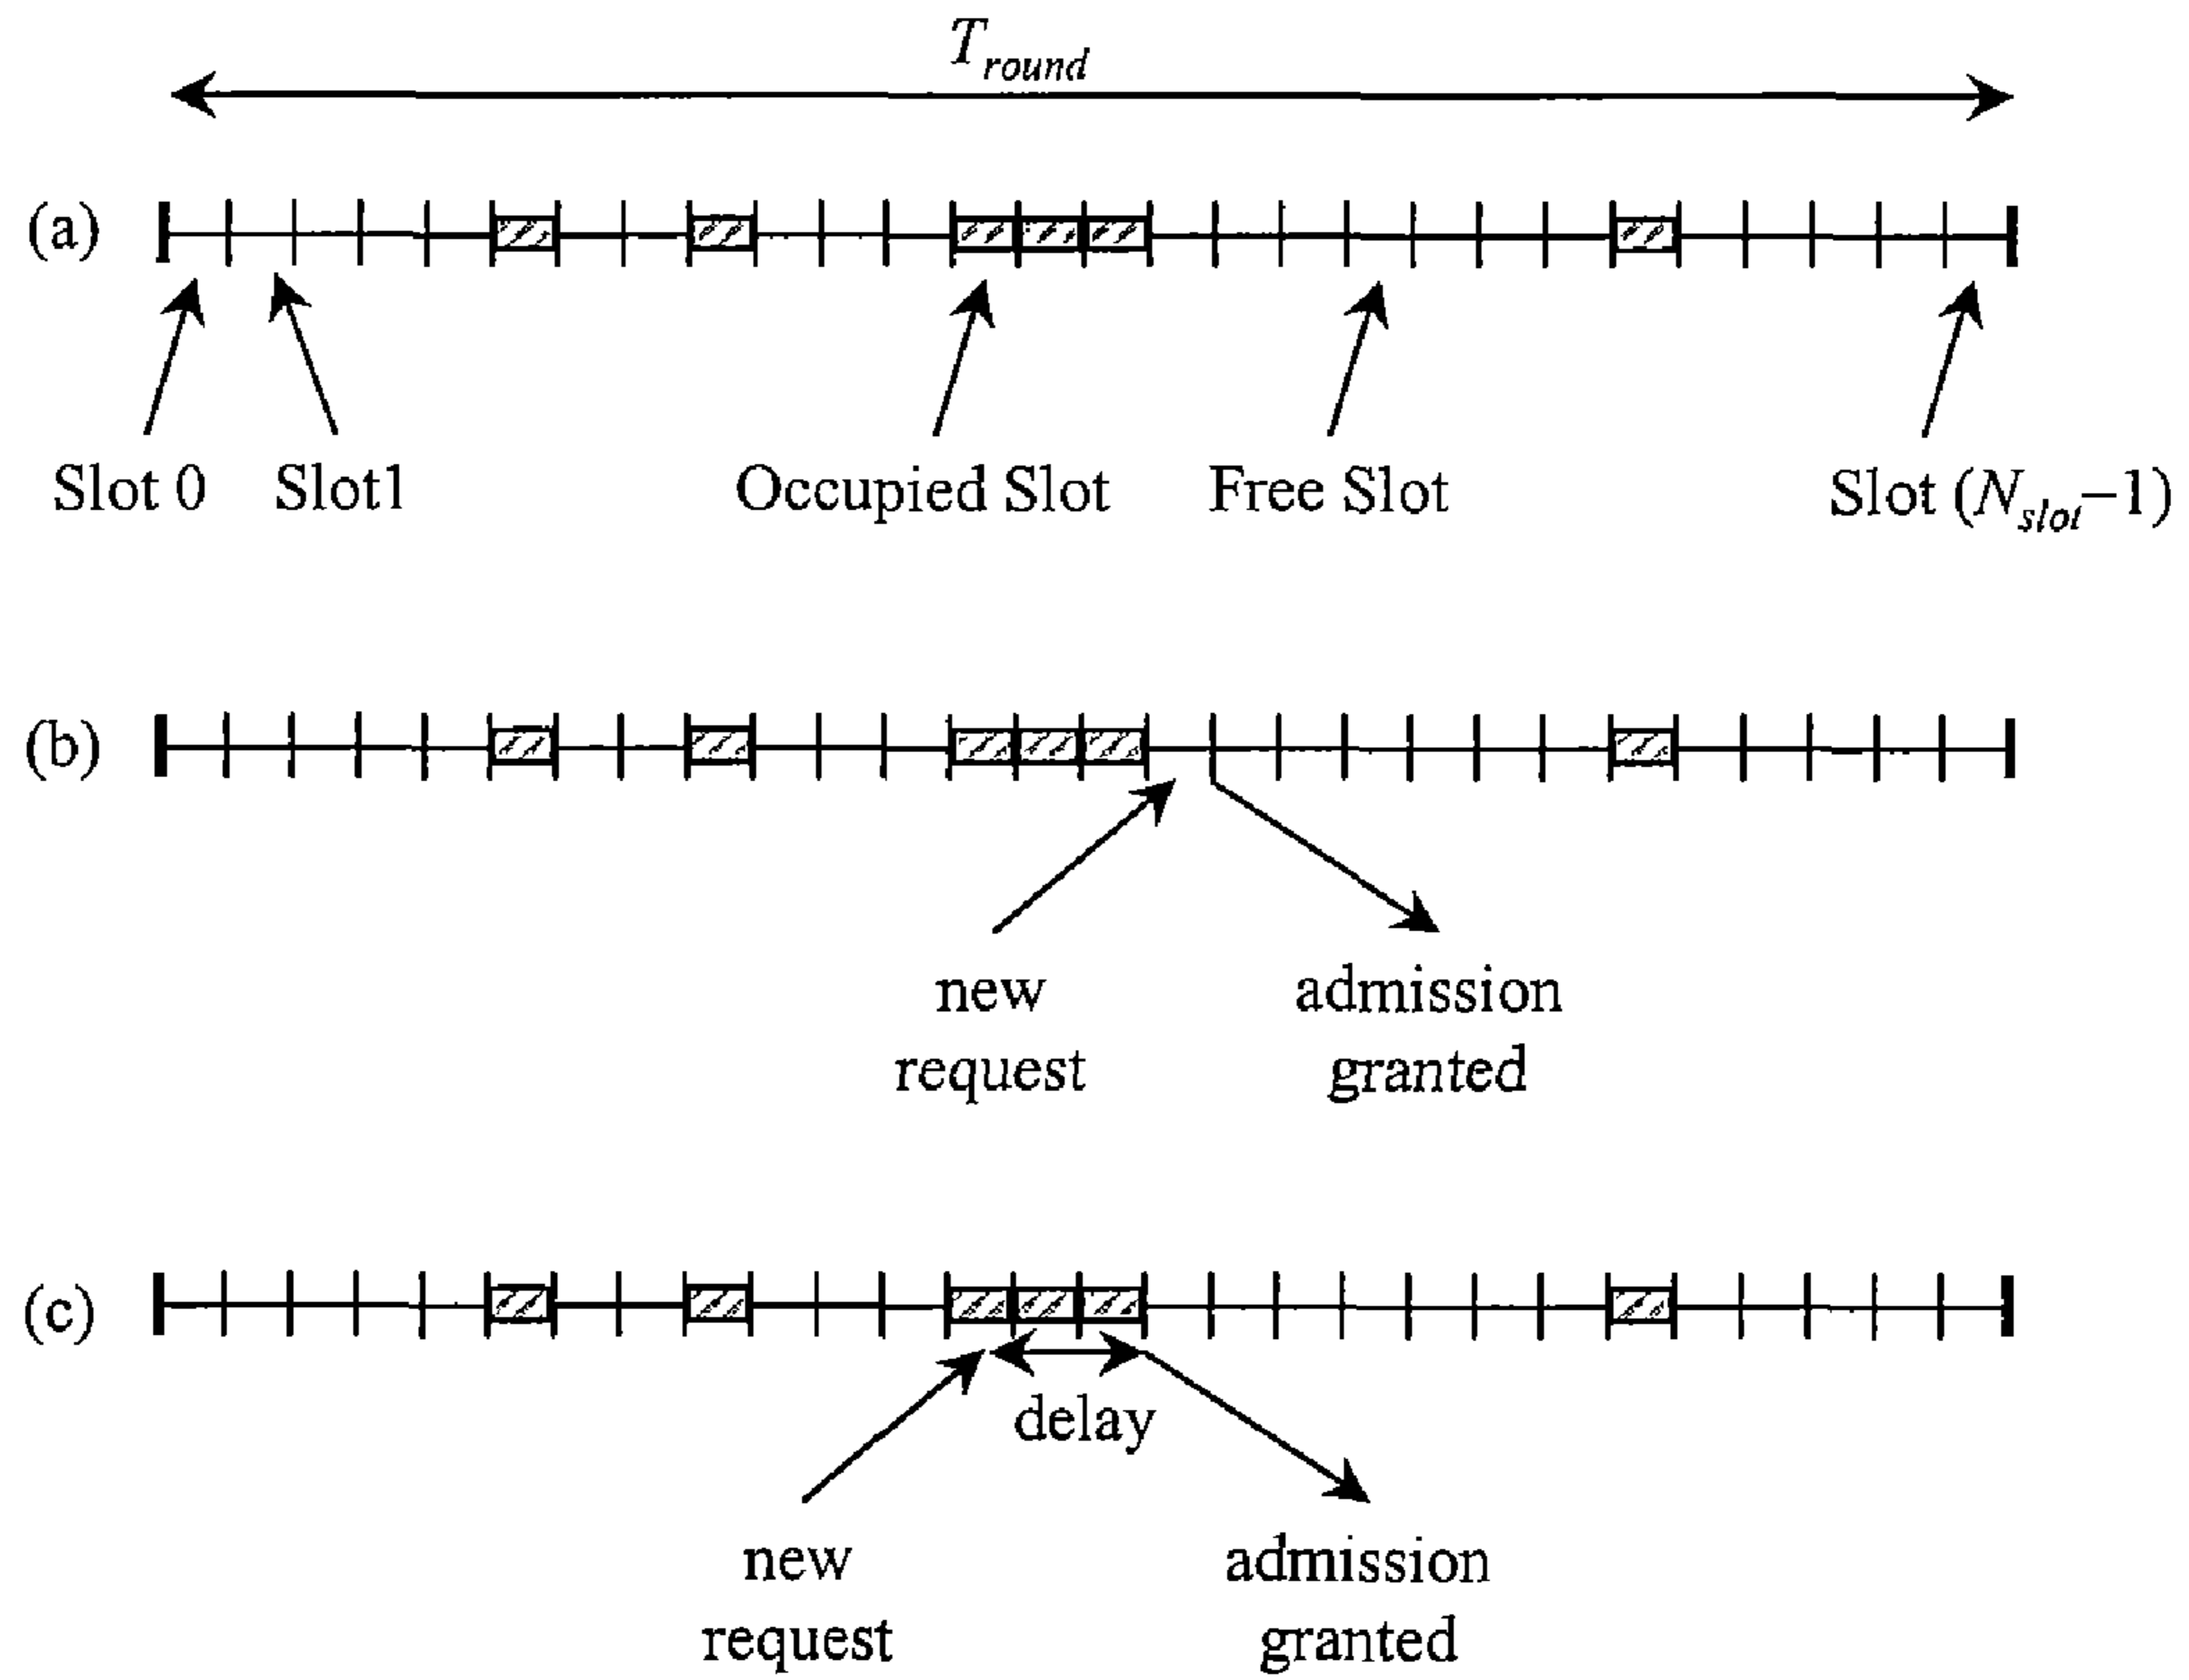 T_round
(a)
Slot 0 Slot1 Occupied Slot Free Slot Slot (N_slot–1)
(b)
new request
admission granted
(c)
delay
new request
admission granted